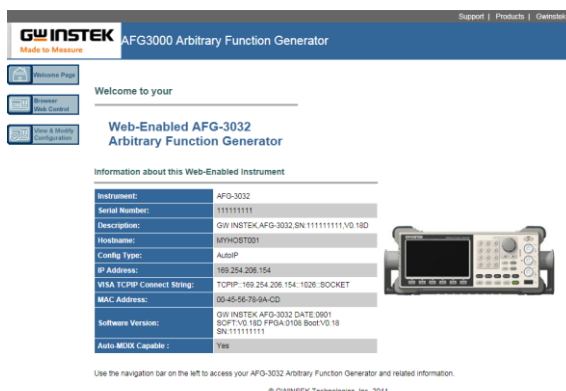 Support | Products | Gwinstek
GW INSTEK
Made to Measure
AFG3000 Arbitrary Function Generator
Welcome Page
Browser
Web Control
View & Modify
Configuration
Welcome to your
Web-Enabled AFG-3032
Arbitrary Function Generator
Information about this Web-Enabled Instrument
Instrument: AFG-3032
Serial Number: 111111111
Description: GW INSTEK,AFG-3032,SN:111111111,V0.18D
Hostname: MYHOST001
Config Type: AutoIP
IP Address: 169.254.206.154
VISA TCPIP Connect String: TCPIP::169.254.206.154::1026::SOCKET
MAC Address: 00-45-56-78-9A-CD
Software Version: GW INSTEK AFG-3032 DATE:0901
SOFT:V0.18D FPGA:0106 Boot:V0.18
SN:111111111
Auto-MDIX Capable : Yes
Use the navigation bar on the left to access your AFG-3032 Arbitrary Function Generator and related information.